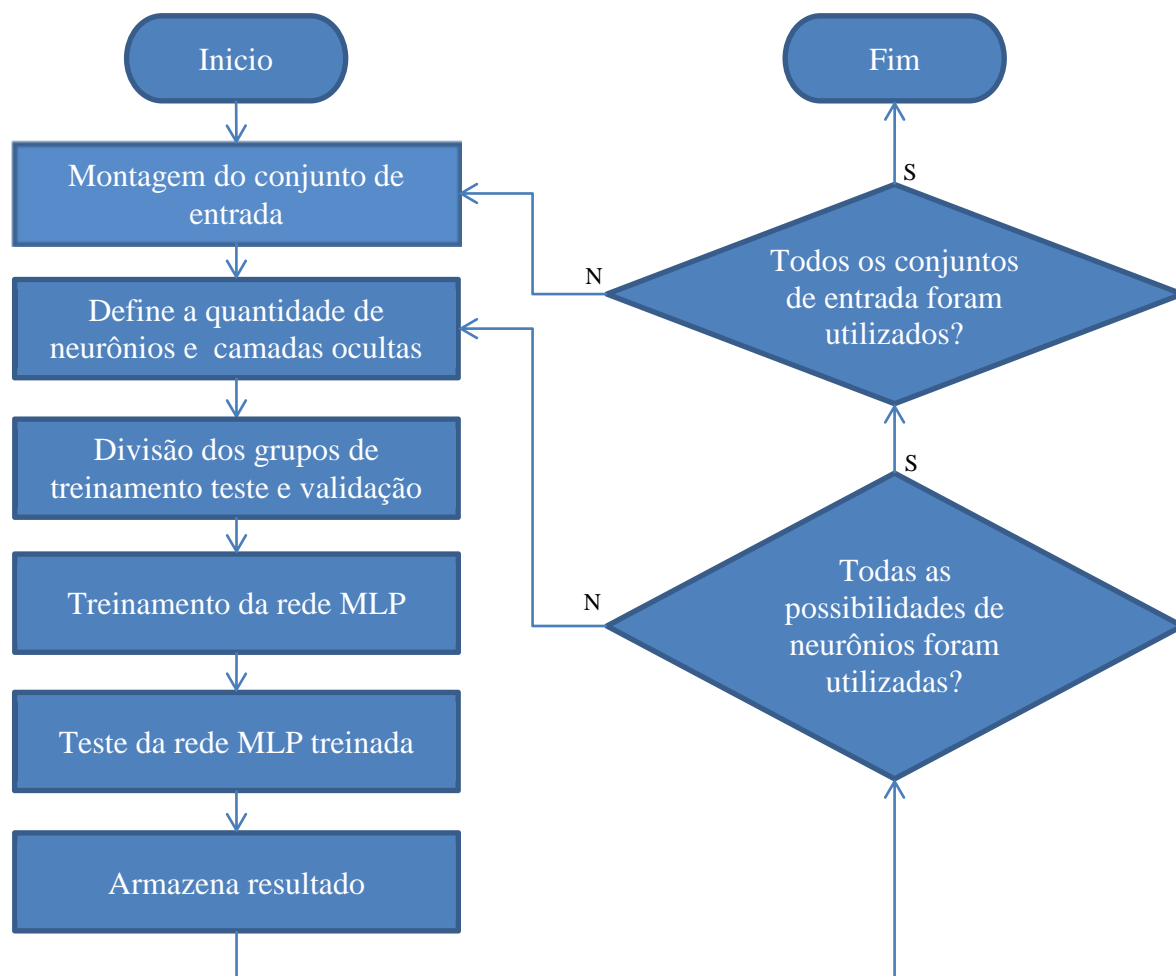 Inicio
Montagem do conjunto de
entrada
Define a quantidade de
neurônios e camadas ocultas
Divisão dos grupos de
treinamento teste e validação
Treinamento da rede MLP
Teste da rede MLP treinada
Armazena resultado
Fim
S
Todos os conjuntos
de entrada foram
utilizados?
N
S
Todas as
possibilidades de
neurônios foram
utilizadas?
N